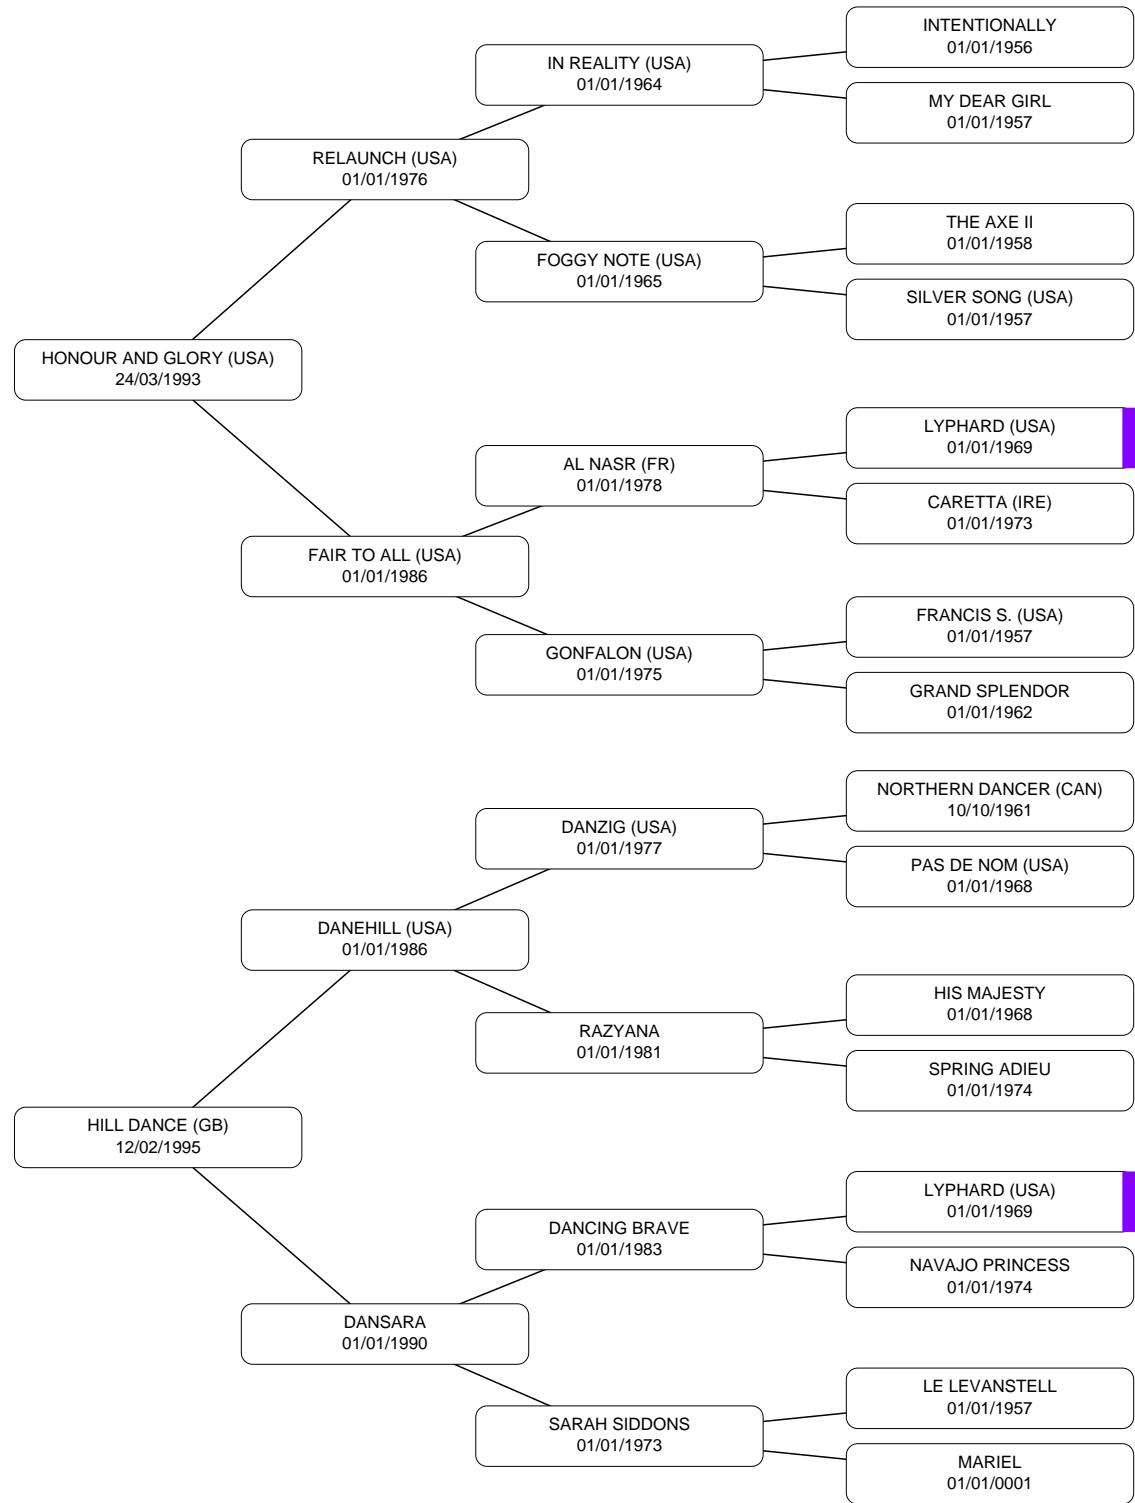 INTENTIONALLY
01/01/1956
IN REALITY (USA)
01/01/1964
MY DEAR GIRL
01/01/1957
RELAUNCH (USA)
01/01/1976
THE AXE II
01/01/1958
FOGGY NOTE (USA)
01/01/1965
SILVER SONG (USA)
01/01/1957
HONOUR AND GLORY (USA)
24/03/1993
LYPHARD (USA)
01/01/1969
AL NASR (FR)
01/01/1978
CARETTA (IRE)
01/01/1973
FAIR TO ALL (USA)
01/01/1986
FRANCIS S. (USA)
01/01/1957
GONFALON (USA)
01/01/1975
GRAND SPLENDOR
01/01/1962
NORTHERN DANCER (CAN)
10/10/1961
DANZIG (USA)
01/01/1977
PAS DE NOM (USA)
01/01/1968
DANEHILL (USA)
01/01/1986
HIS MAJESTY
01/01/1968
RAZYANA
01/01/1981
SPRING ADIEU
01/01/1974
HILL DANCE (GB)
12/02/1995
LYPHARD (USA)
01/01/1969
DANCING BRAVE
01/01/1983
NAVAJO PRINCESS
01/01/1974
DANSARA
01/01/1990
LE LEVANSTELL
01/01/1957
SARAH SIDDONS
01/01/1973
MARIEL
01/01/0001